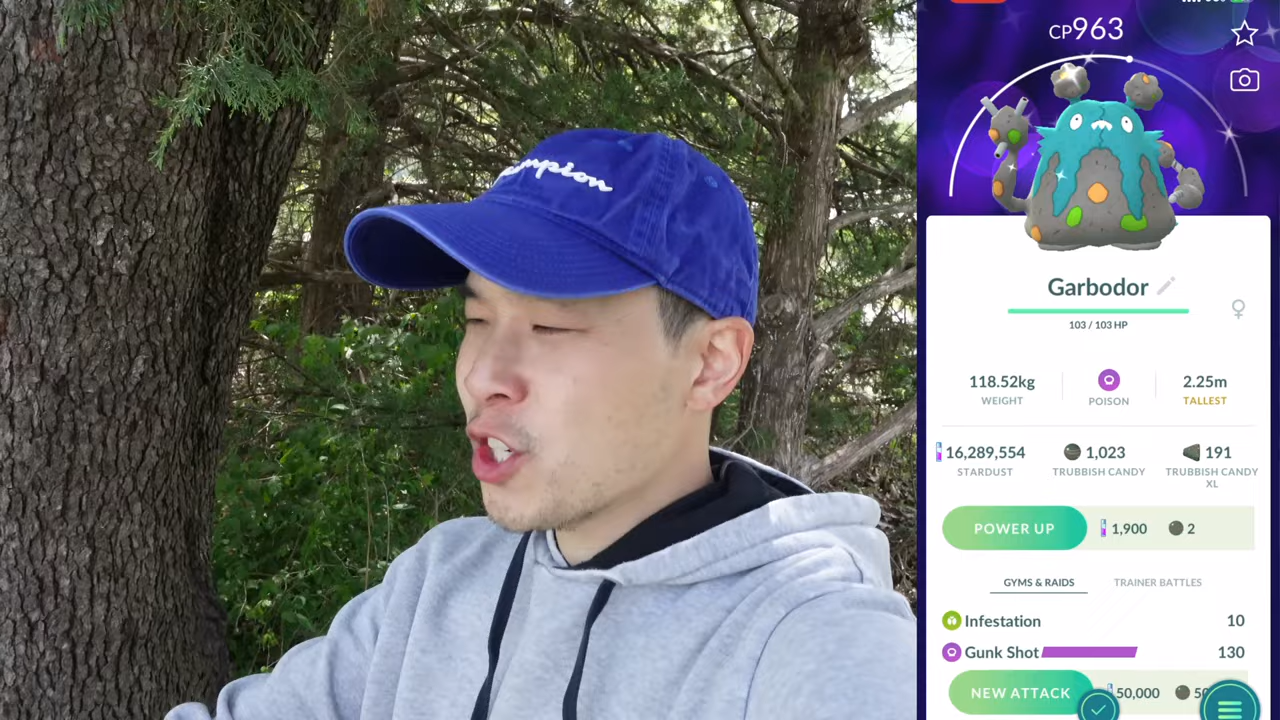 CP963
mpion
Garbodor
103 / 103 HP
118.52kg
WEIGHT
POISON
2.25m
TALLEST
16,289,554
STARDUST
1,023
TRUBBISH CANDY
191
TRUBBISH CANDY
XL
POWER UP
1,900
2
GYMS & RAIDS
TRAINER BATTLES
Infestation
10
Gunk Shot
130
NEW ATTACK
50,000